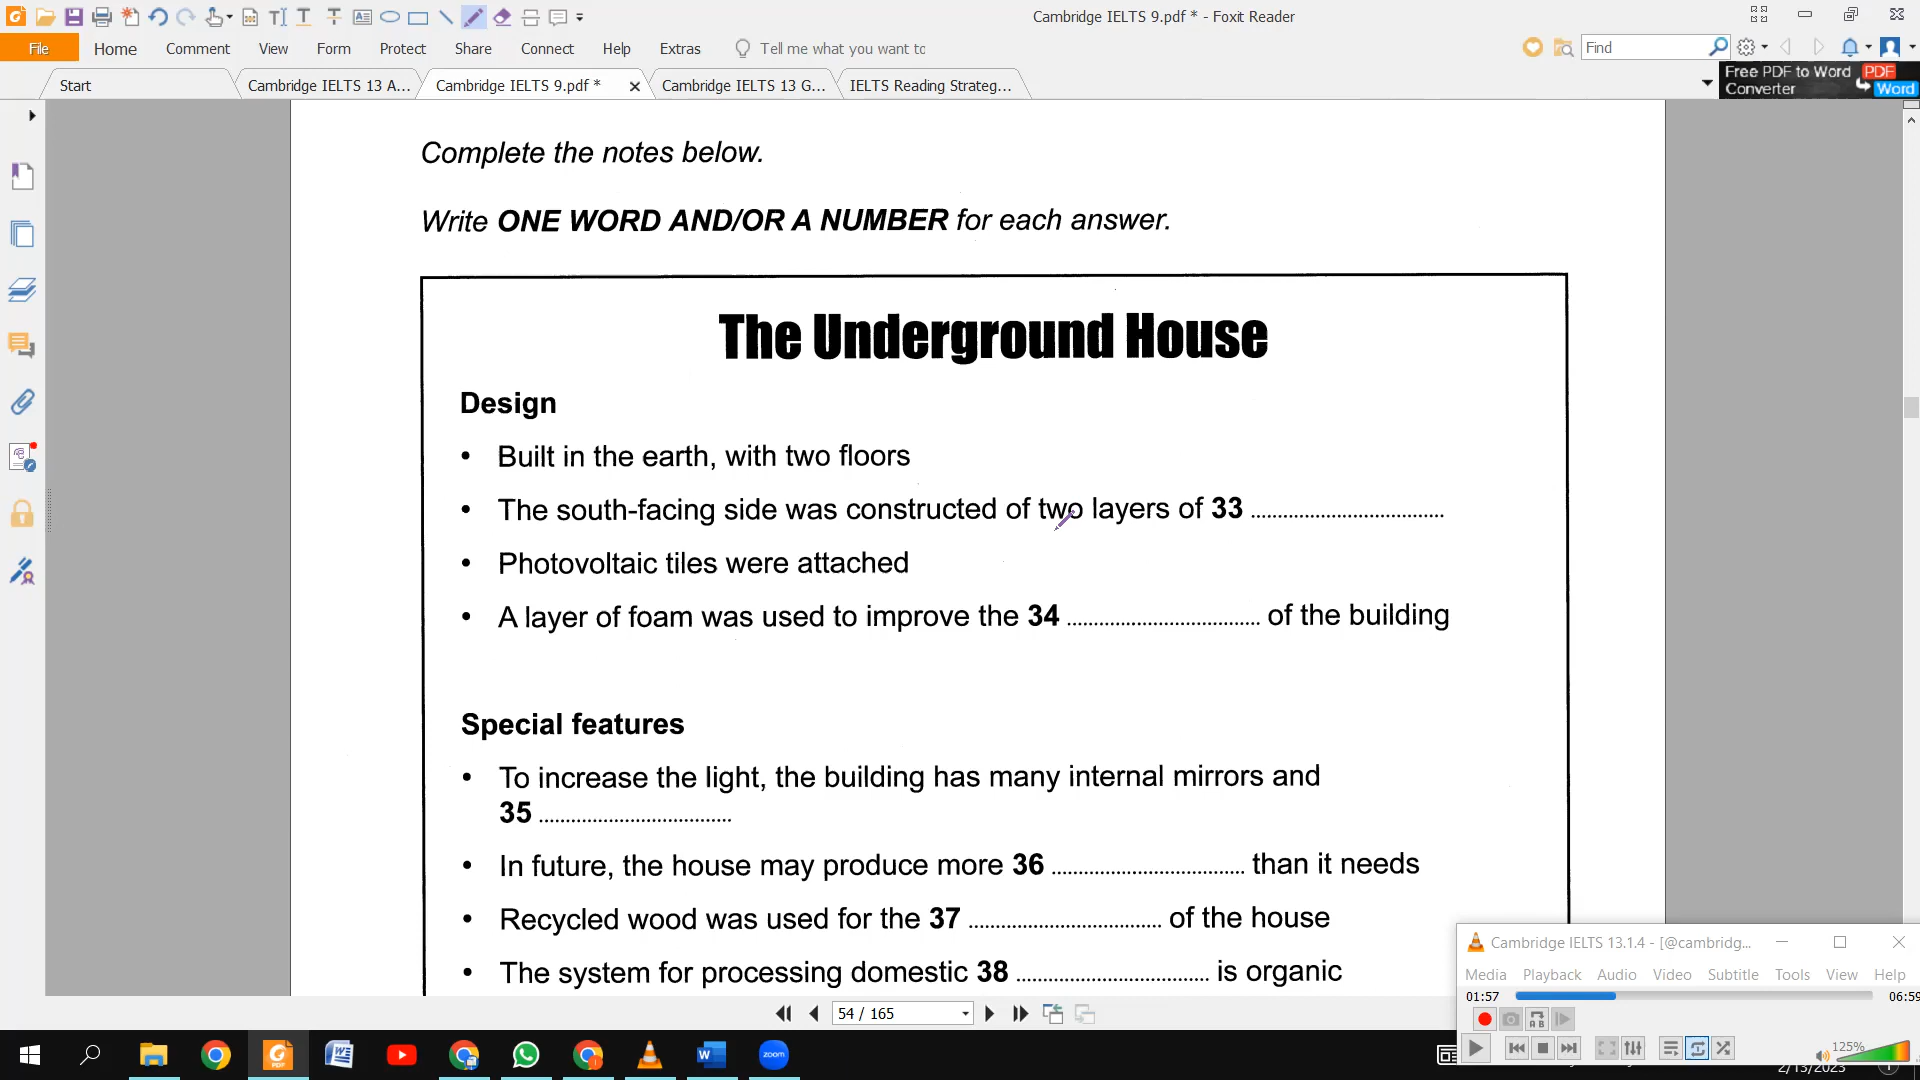 Cambridge IELTS 9.pdf * - Foxit Reader
File Home Comment View Form Protect Share Connect Help Extras Tell me what you want to Find
Start Cambridge IELTS 13 A... Cambridge IELTS 9.pdf * Cambridge IELTS 13 G... IELTS Reading Strateg...
Free PDF to Word PDF
Converter Word
Complete the notes below.
Write ONE WORD AND/OR A NUMBER for each answer.
The Underground House
Design
• Built in the earth, with two floors
• The south-facing side was constructed of two layers of 33 ....................................
• Photovoltaic tiles were attached
• A layer of foam was used to improve the 34 .................................... of the building
Special features
• To increase the light, the building has many internal mirrors and
35 ....................................
• In future, the house may produce more 36 .................................... than it needs
• Recycled wood was used for the 37 .................................... of the house
• The system for processing domestic 38 .................................... is organic
54 / 165
Cambridge IELTS 13.1.4 - [@cambridg...
Media Playback Audio Video Subtitle Tools View Help
01:57 06:59
125%
zoom
2/13/2023